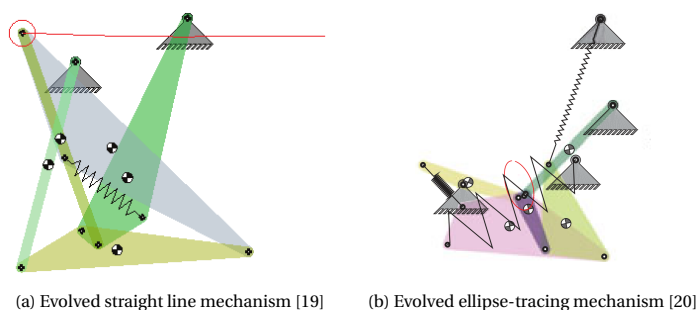 (a) Evolved straight line mechanism [19]
(b) Evolved ellipse-tracing mechanism [20]